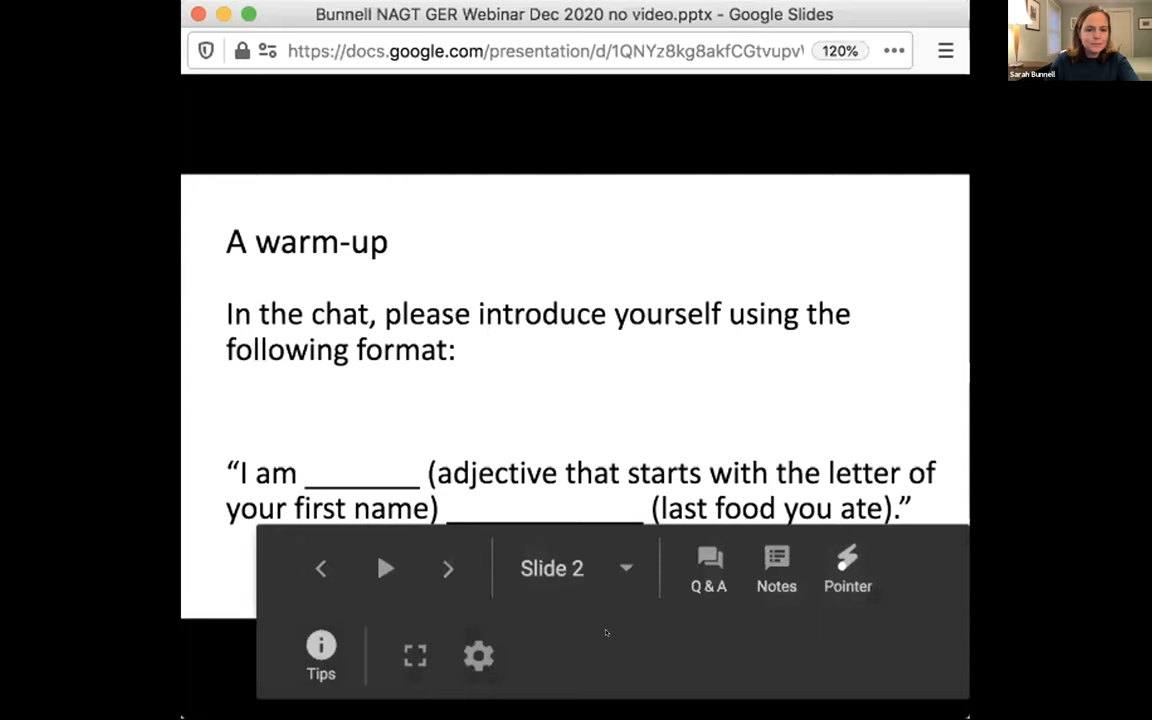 Bunnell NAGT GER Webinar Dec 2020 no video.pptx - Google Slides
https://docs.google.com/presentation/d/1QNYz8kg8akfCGtvupv
120%
Sarah Bunnell
A warm-up
In the chat, please introduce yourself using the
following format:
“I am _______ (adjective that starts with the letter of
your first name) ____________ (last food you ate).”
Slide 2
Q & A
Notes
Pointer
Tips